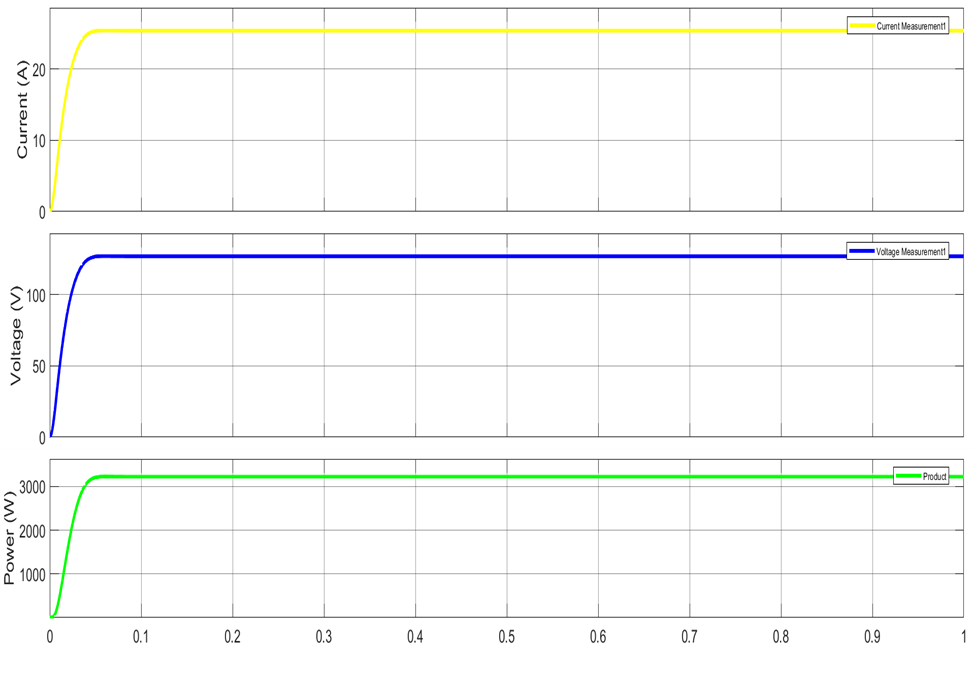 Current Measurement1
Current (A)
20
10
0
Voltage Measurement1
Voltage (V)
100
50
0
Product
Power (W)
3000
2000
1000
0 0.1 0.2 0.3 0.4 0.5 0.6 0.7 0.8 0.9 1